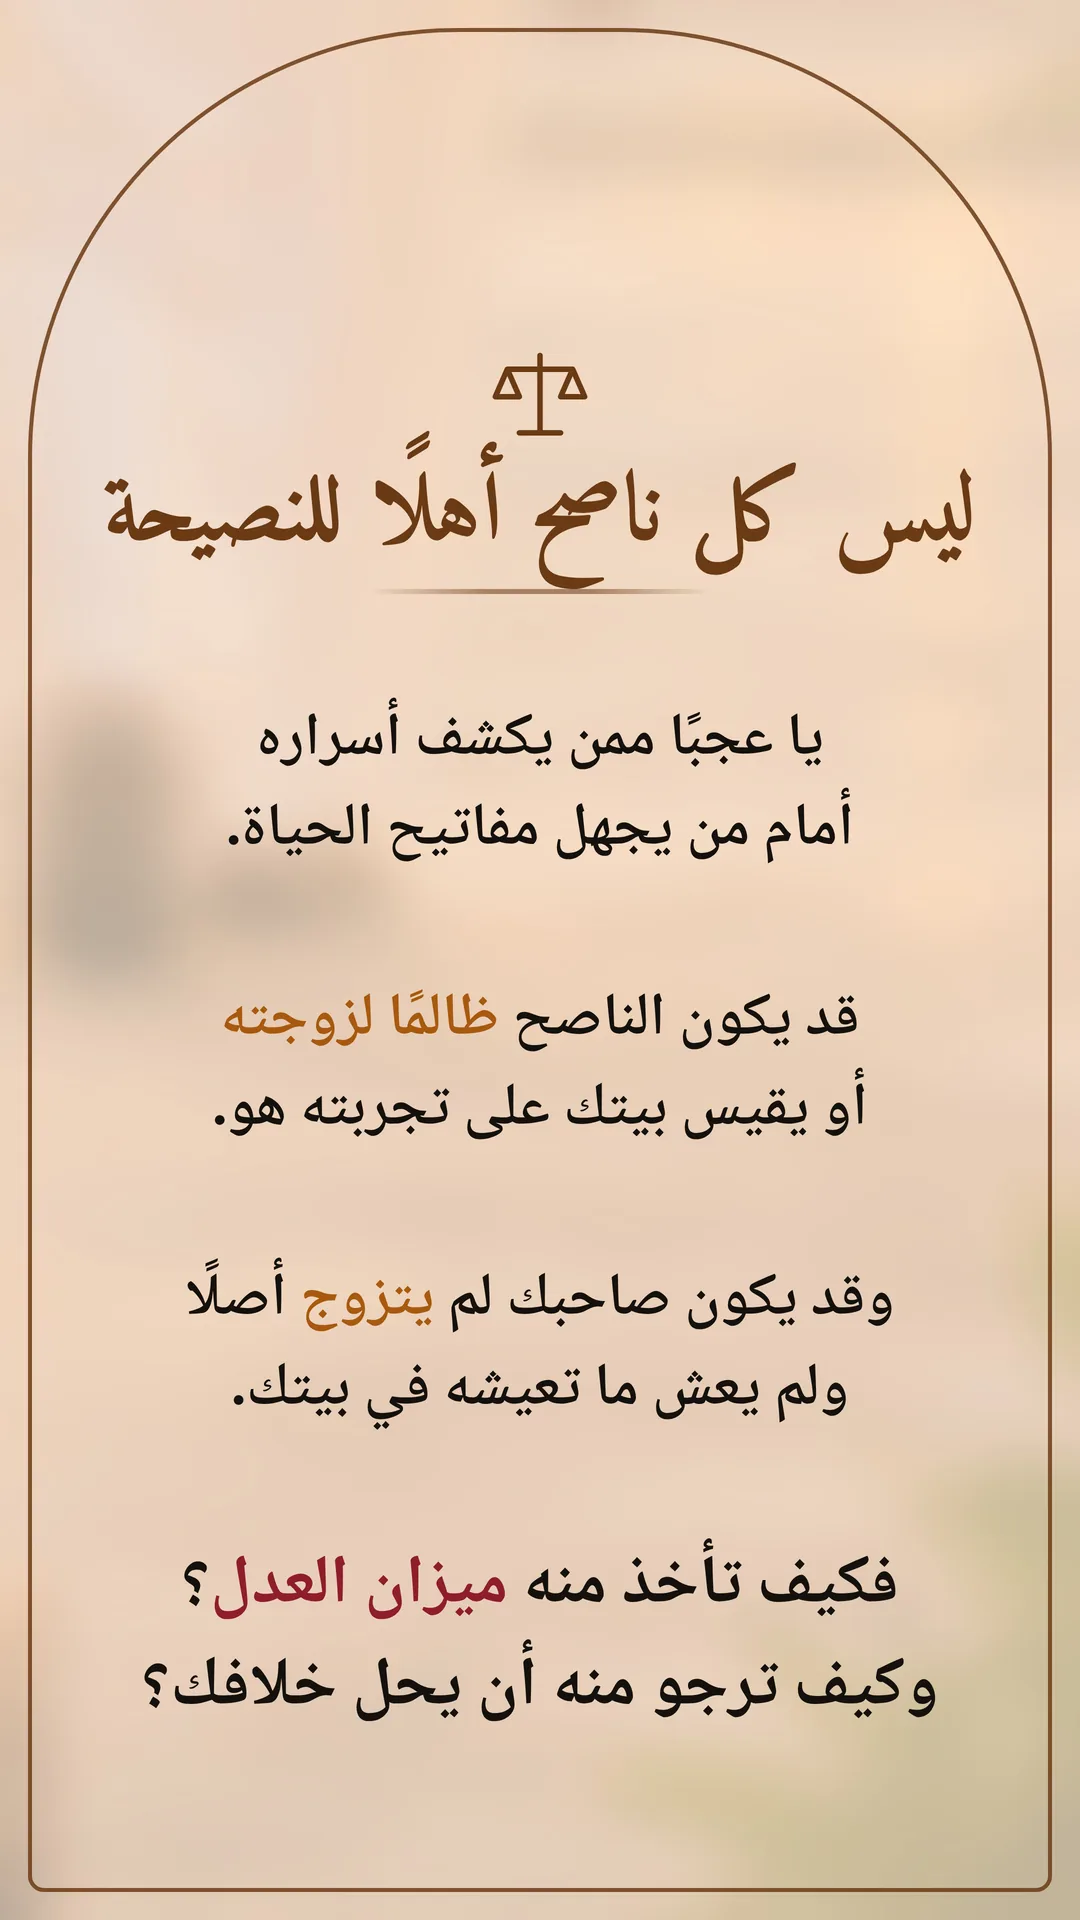 ليس كل ناصح أهلًا للنصيحة
يا عجبًا ممن يكشف أسراره
أمام من يجهل مفاتيح الحياة.
قد يكون الناصح ظالمًا لزوجته
أو يقيس بيتك على تجربته هو.
وقد يكون صاحبك لم يتزوج أصلًا
ولم يعش ما تعيشه في بيتك.
فكيف تأخذ منه ميزان العدل؟
وكيف ترجو منه أن يحل خلافك؟